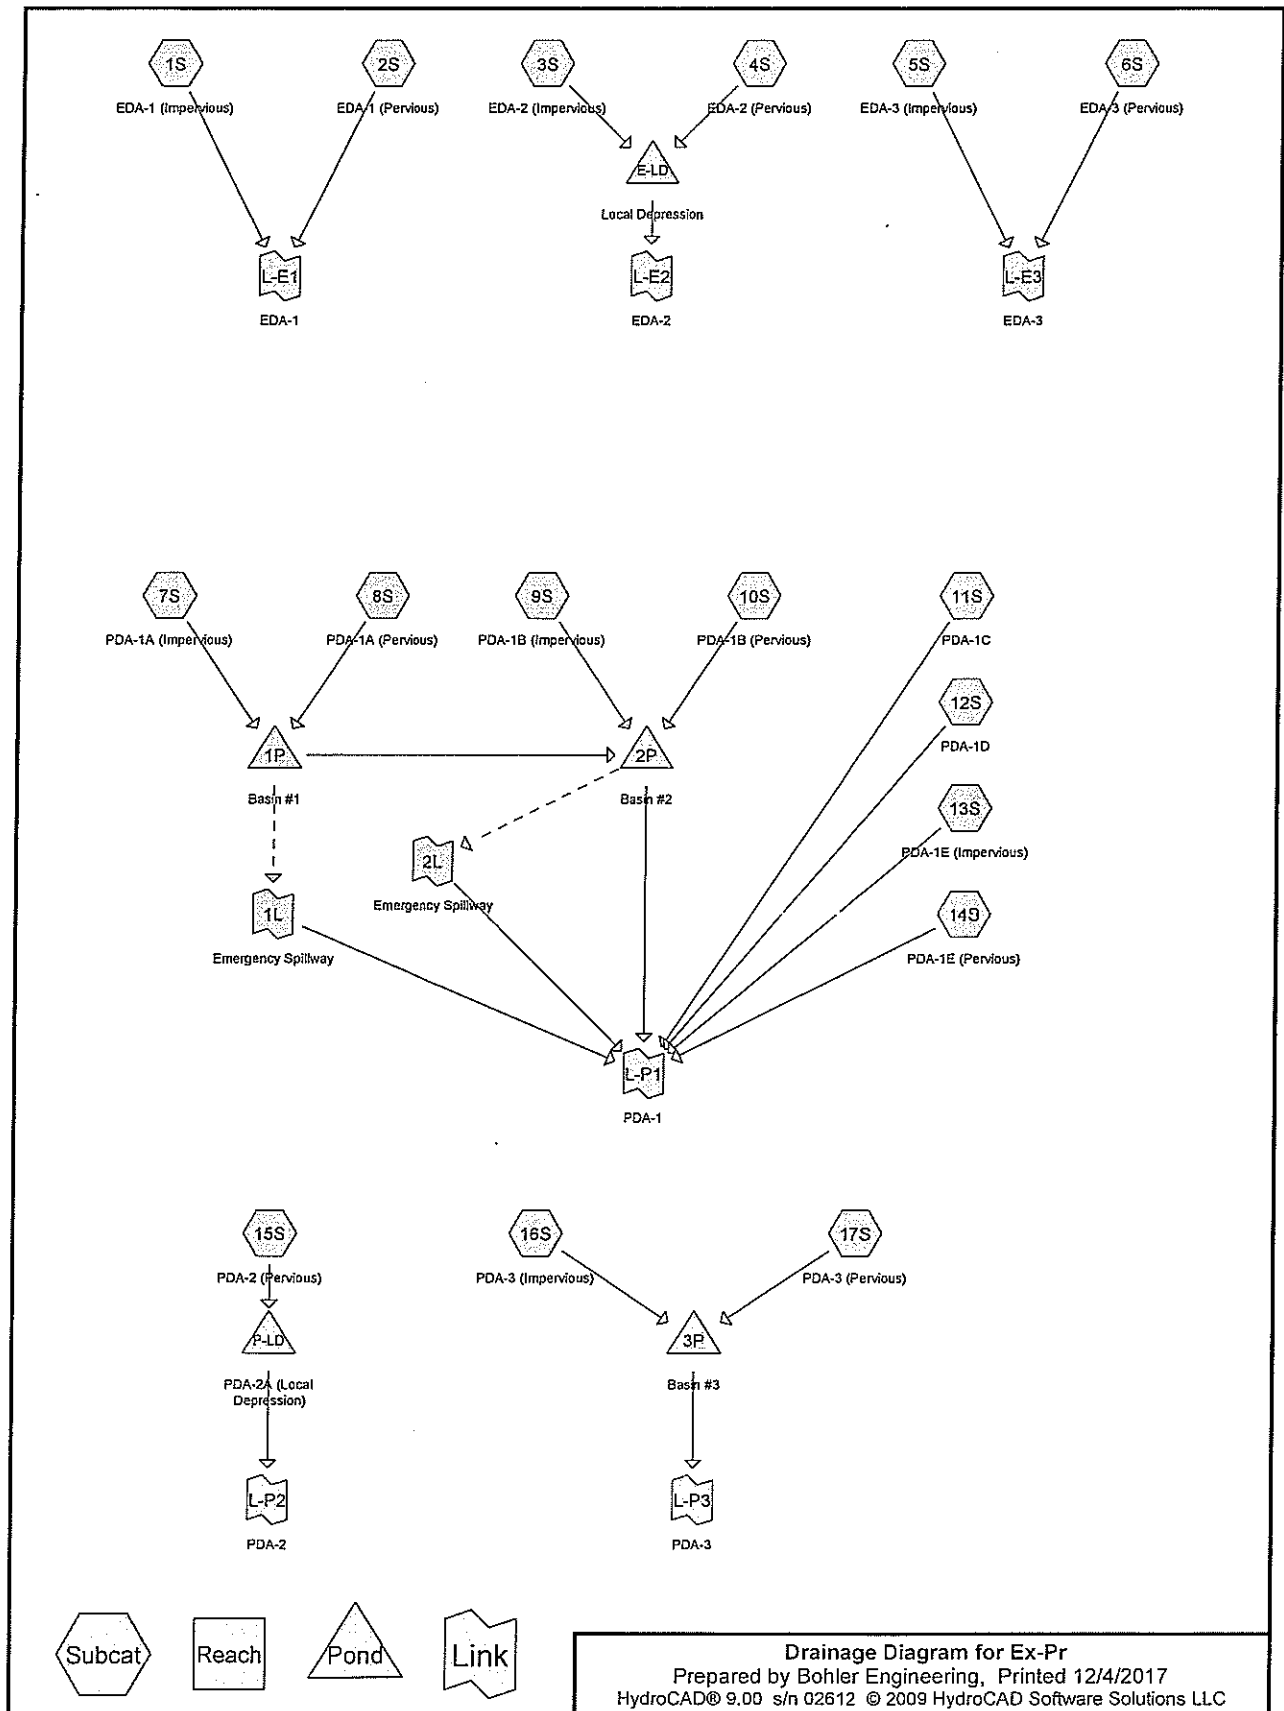 1S
2S
3S
4S
5S
6S
EDA-1 (Impervious)
EDA-1 (Pervious)
EDA-2 (Impervious)
EDA-2 (Pervious)
EDA-3 (Impervious)
EDA-3 (Pervious)
E-LD
Local Depression
L-E1
L-E2
L-E3
EDA-1
EDA-2
EDA-3
7S
8S
9S
10S
11S
PDA-1A (Impervious)
PDA-1A (Pervious)
PDA-1B (Impervious)
PDA-1B (Pervious)
PDA-1C
12S
PDA-1D
1P
2P
Basin #1
Basin #2
13S
PDA-1E (Impervious)
2L
Emergency Spillway
1L
Emergency Spillway
14S
PDA-1E (Pervious)
L-P1
PDA-1
15S
16S
17S
PDA-2 (Pervious)
PDA-3 (Impervious)
PDA-3 (Pervious)
P-LD
3P
PDA-2A (Local
Depression)
Basin #3
L-P2
L-P3
PDA-2
PDA-3
Subcat
Reach
Pond
Link
Drainage Diagram for Ex-Pr
Prepared by Bohler Engineering, Printed 12/4/2017
HydroCAD® 9.00 s/n 02612 © 2009 HydroCAD Software Solutions LLC